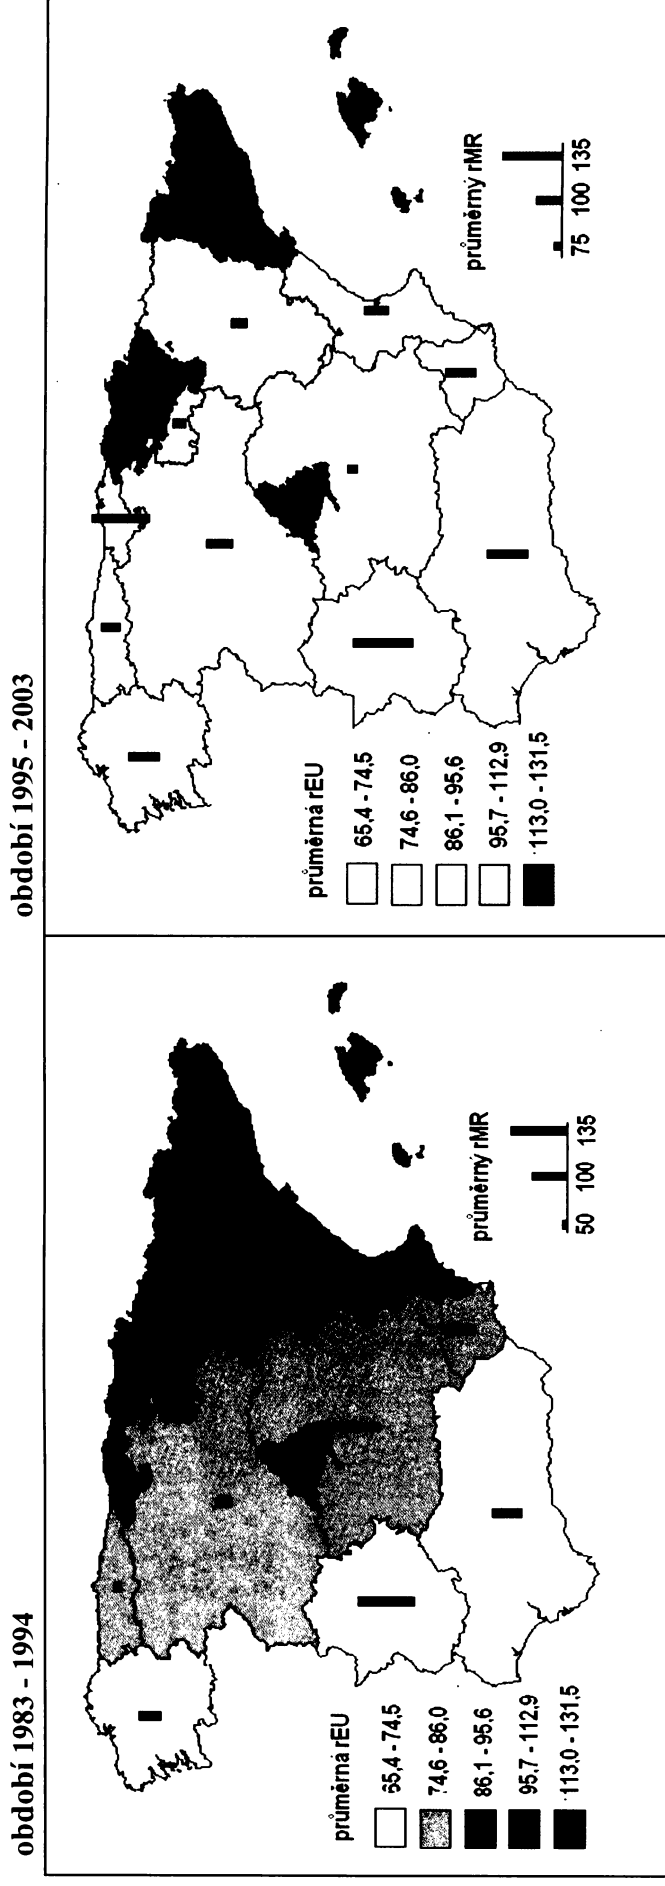 období 1983 - 1994
průměrná rEU
65,4 - 74,5
74,6 - 86,0
86,1 - 95,6
95,7 - 112,9
113,0 - 131,5
průměrný rMR
50 100 135
období 1995 - 2003
průměrná rEU
65,4 - 74,5
74,6 - 86,0
86,1 - 95,6
95,7 - 112,9
113,0 - 131,5
průměrný rMR
75 100 135